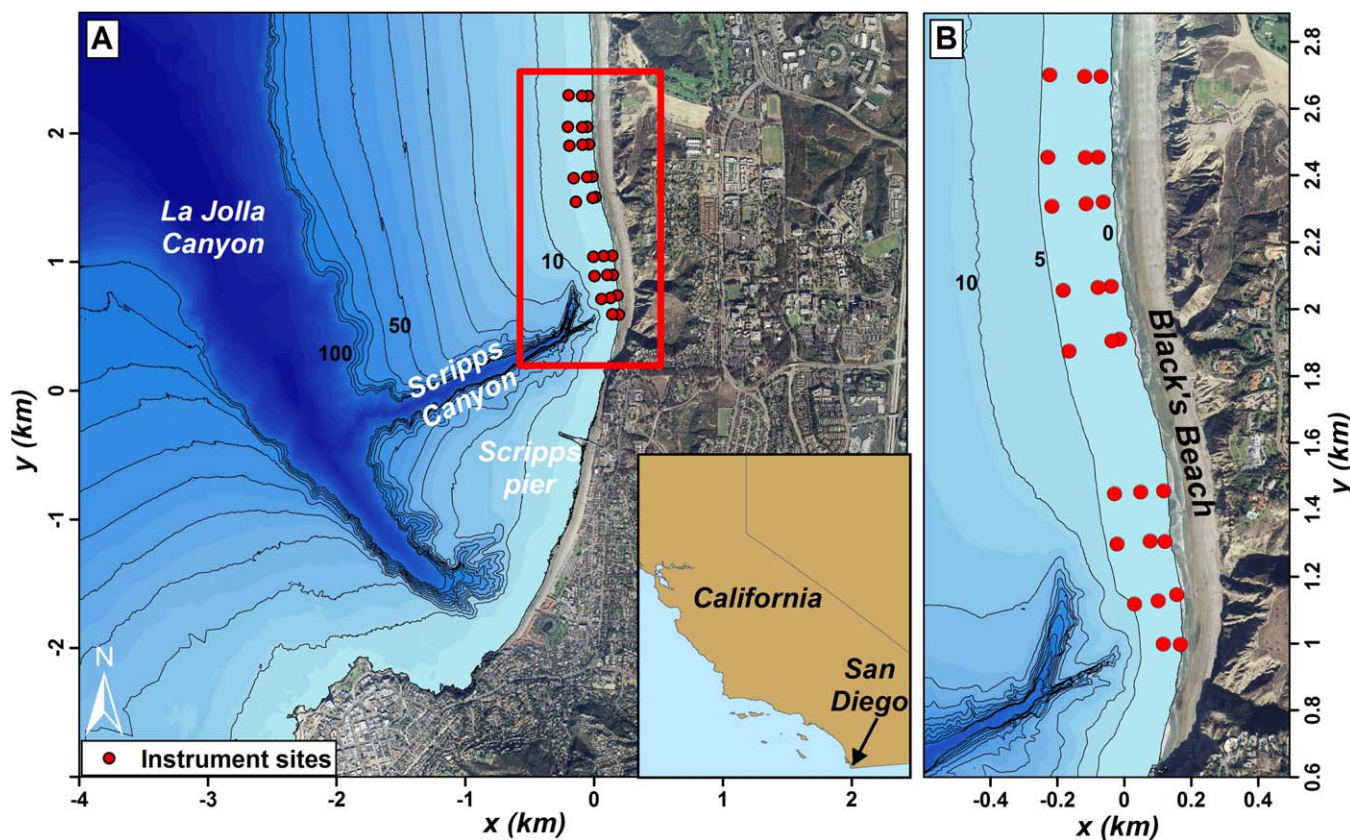 A
La Jolla
Canyon
100
50
10
Scripps
Canyon
Scripps
pier
N
Instrument sites
California
San
Diego
y (km)
2
1
0
-1
-2
-4
-3
-2
-1
0
1
2
x (km)
B
10
5
0
Black's Beach
y (km)
2.8
2.6
2.4
2.2
2
1.8
1.6
1.4
1.2
1
0.8
0.6
-0.4
-0.2
0
0.2
0.4
x (km)